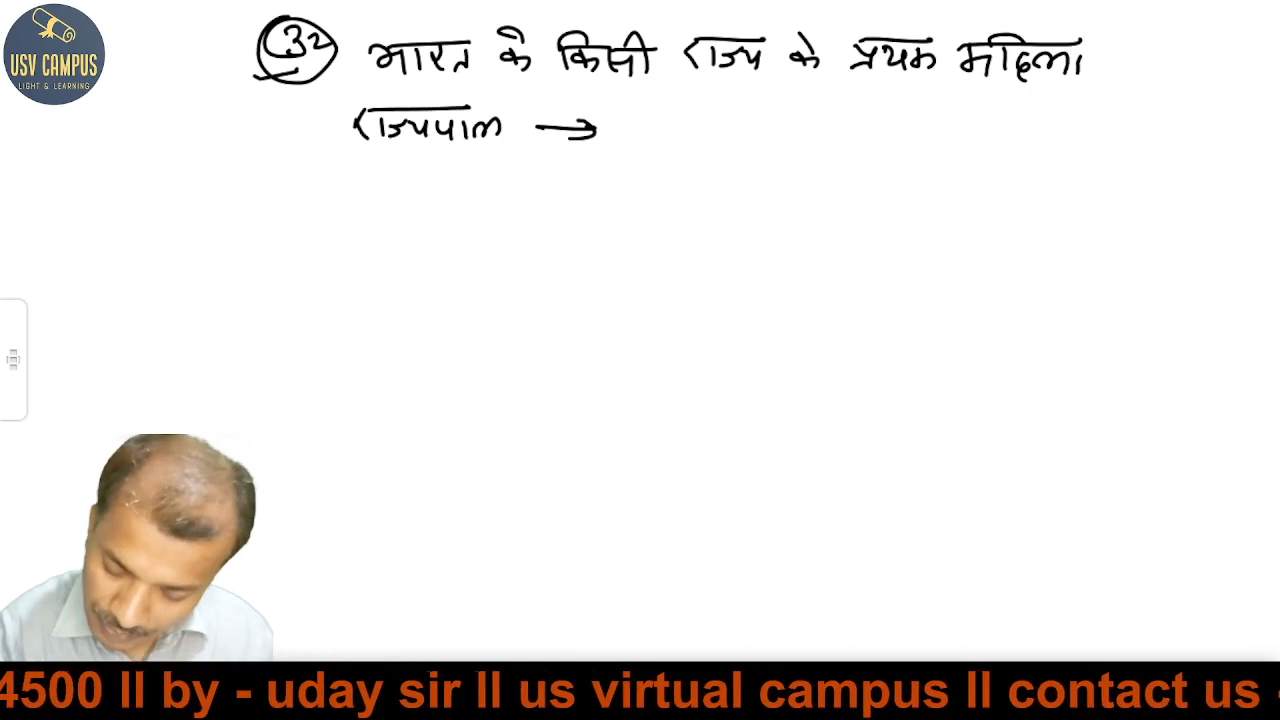 USV CAMPUS
LIGHT & LEARNING
32 भारत के किसी राज्य के प्रथम महिला
राज्यपाल →
4500 ll by - uday sir ll us virtual campus ll contact us